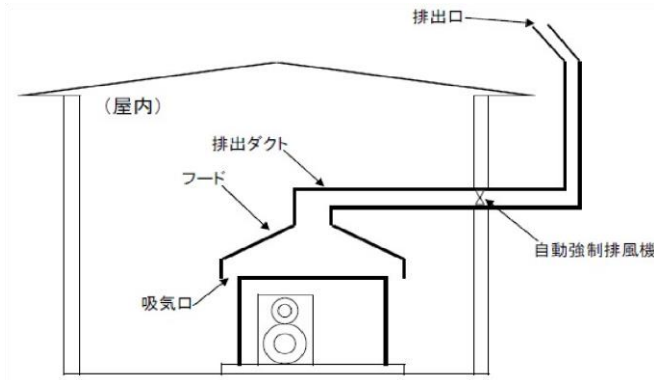 排出口
（屋内）
排出ダクト
フード
自動強制排風機
吸気口